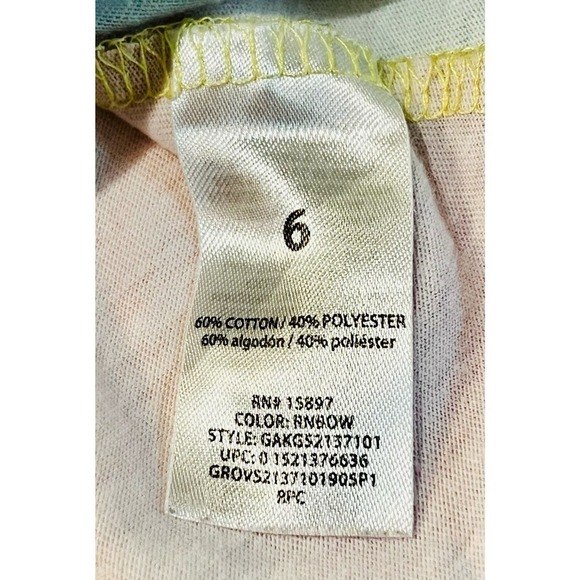 6
60% COTTON / 40% POLYESTER
60% algodón / 40% poliéster
RN# 15897
COLOR: RNBOW
STYLE: GAKGS2137101
UPC: 0 1521376636
GROVS2137101905P1
RPC